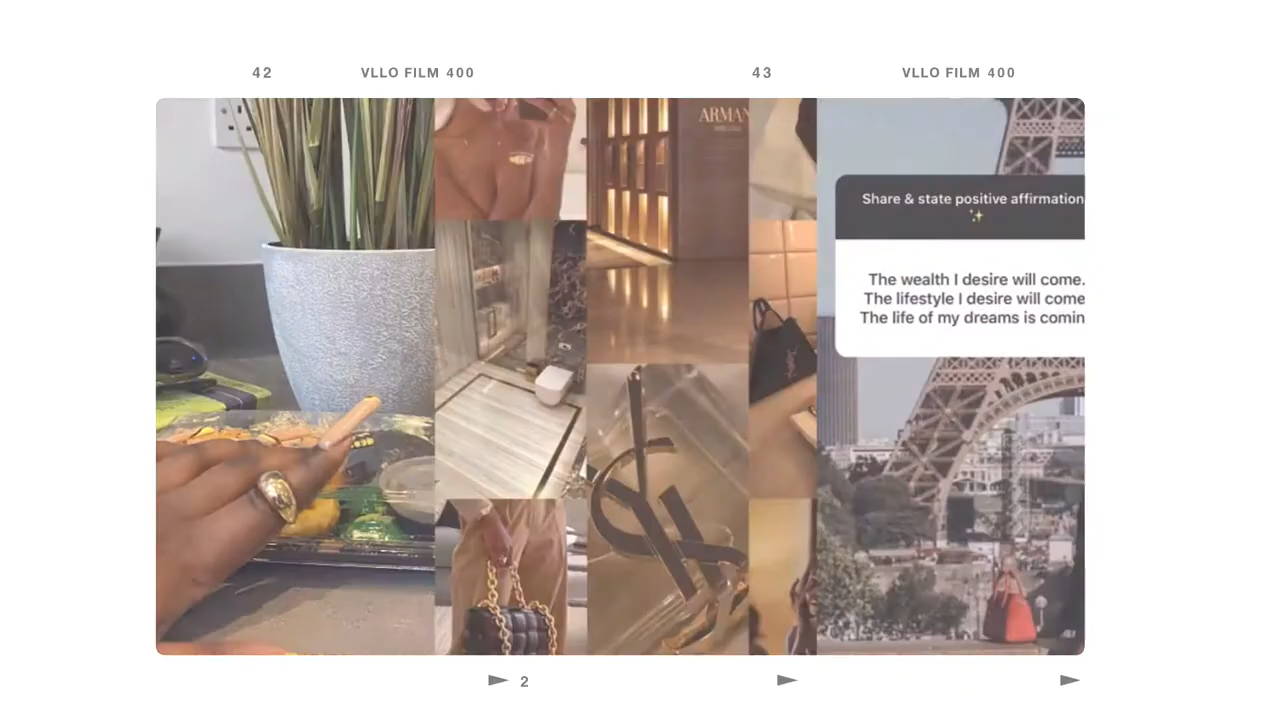 42 VLLO FILM 400 43 VLLO FILM 400
Share & state positive affirmation
The wealth I desire will come.
The lifestyle I desire will come
The life of my dreams is comin
2